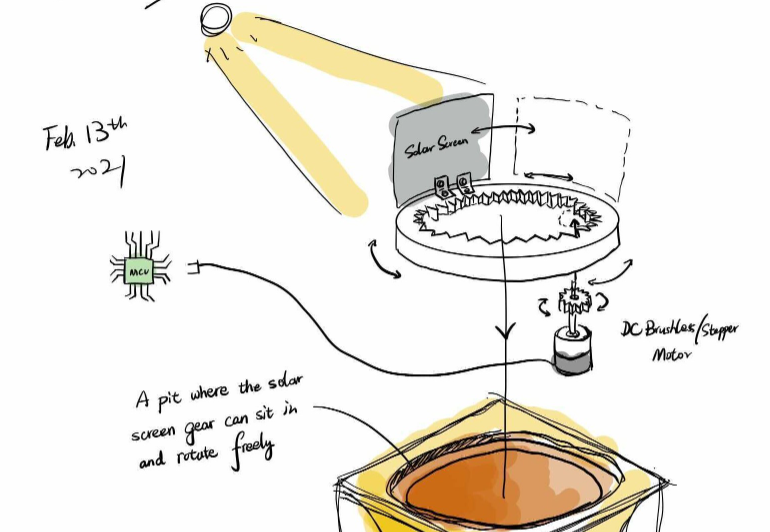 Feb. 13th
2021
Solar Screen
MCU
DC Brushless/Stepper
Motor
A pit where the solar
screen gear can sit in
and rotate freely